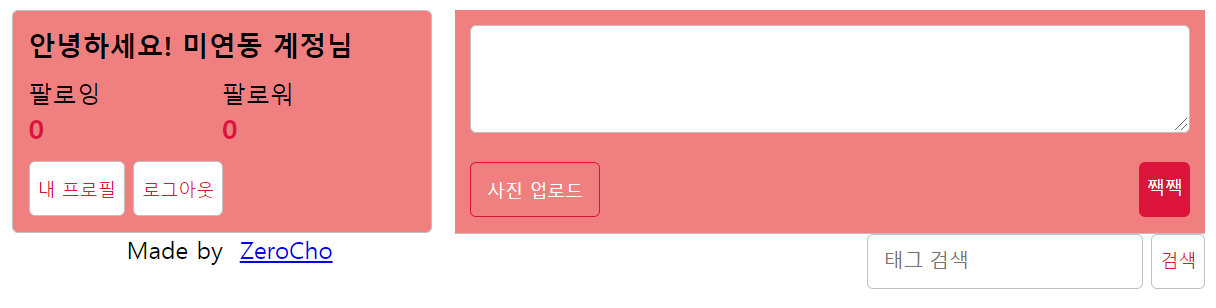 안녕하세요! 미연동 계정님
팔로잉 팔로워
0 0
내 프로필 로그아웃
Made by ZeroCho
사진 업로드 짹짹
태그 검색 검색